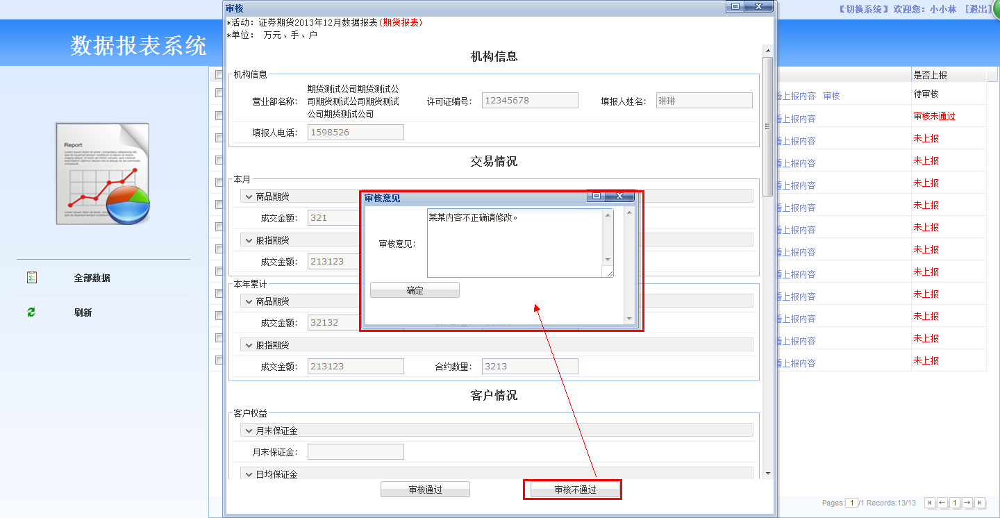 审核
【切换系统】 欢迎您：小小林 [退出]
*活动：证券期货2013年12月数据报表(期货报表)
*单位： 万元、手、户
数据报表系统
机构信息
机构信息
营业部名称：
期货测试公司期货测试公
司期货测试公司期货测试
公司期货测试公司
许可证编号：
12345678
填报人姓名：
琳琳
填报人电话：
1598526
交易情况
本月
商品期货
成交金额：
321
股指期货
成交金额：
213123
本年累计
商品期货
成交金额：
32132
股指期货
成交金额：
213123
合约数量：
3213
客户情况
客户权益
月末保证金
月末保证金：
日均保证金
审核通过
审核不通过
审核意见
审核意见：
某某内容不正确请修改。
确定
Report
全部数据
刷新
是否上报
看上报内容 审核
待审核
看上报内容
审核未通过
看上报内容
未上报
看上报内容
未上报
看上报内容
未上报
看上报内容
未上报
看上报内容
未上报
看上报内容
未上报
看上报内容
未上报
看上报内容
未上报
看上报内容
未上报
看上报内容
未上报
看上报内容
未上报
Pages: 1 /1 Records:13/13
1